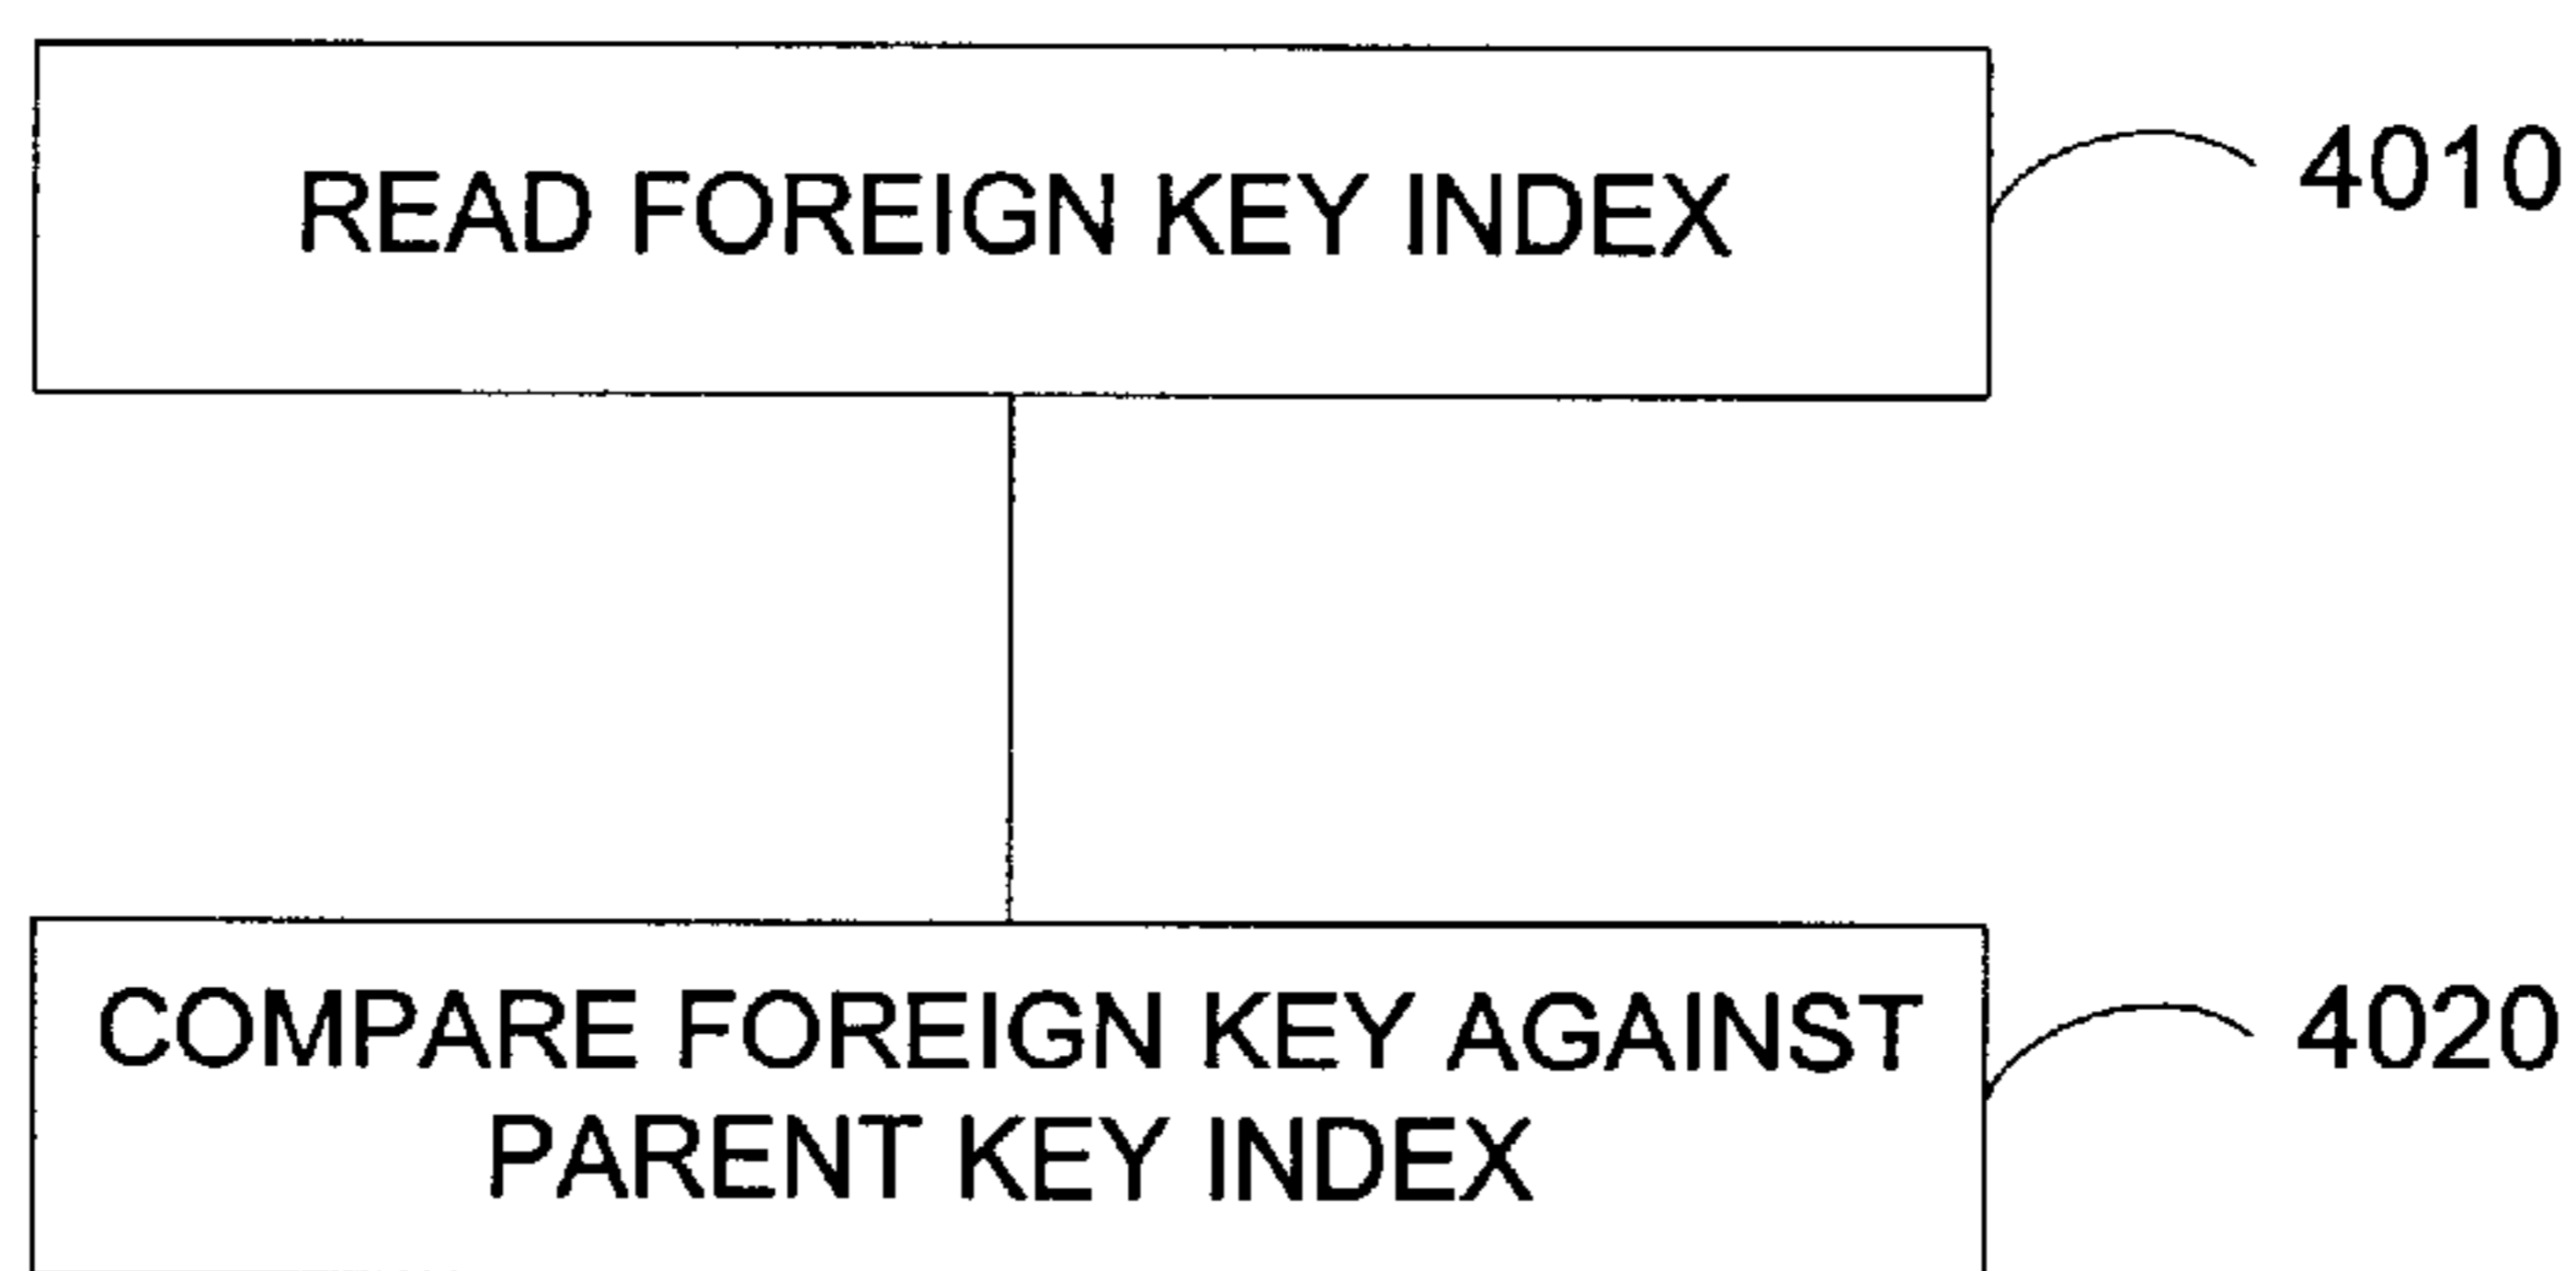 READ FOREIGN KEY INDEX
4010
COMPARE FOREIGN KEY AGAINST
PARENT KEY INDEX
4020